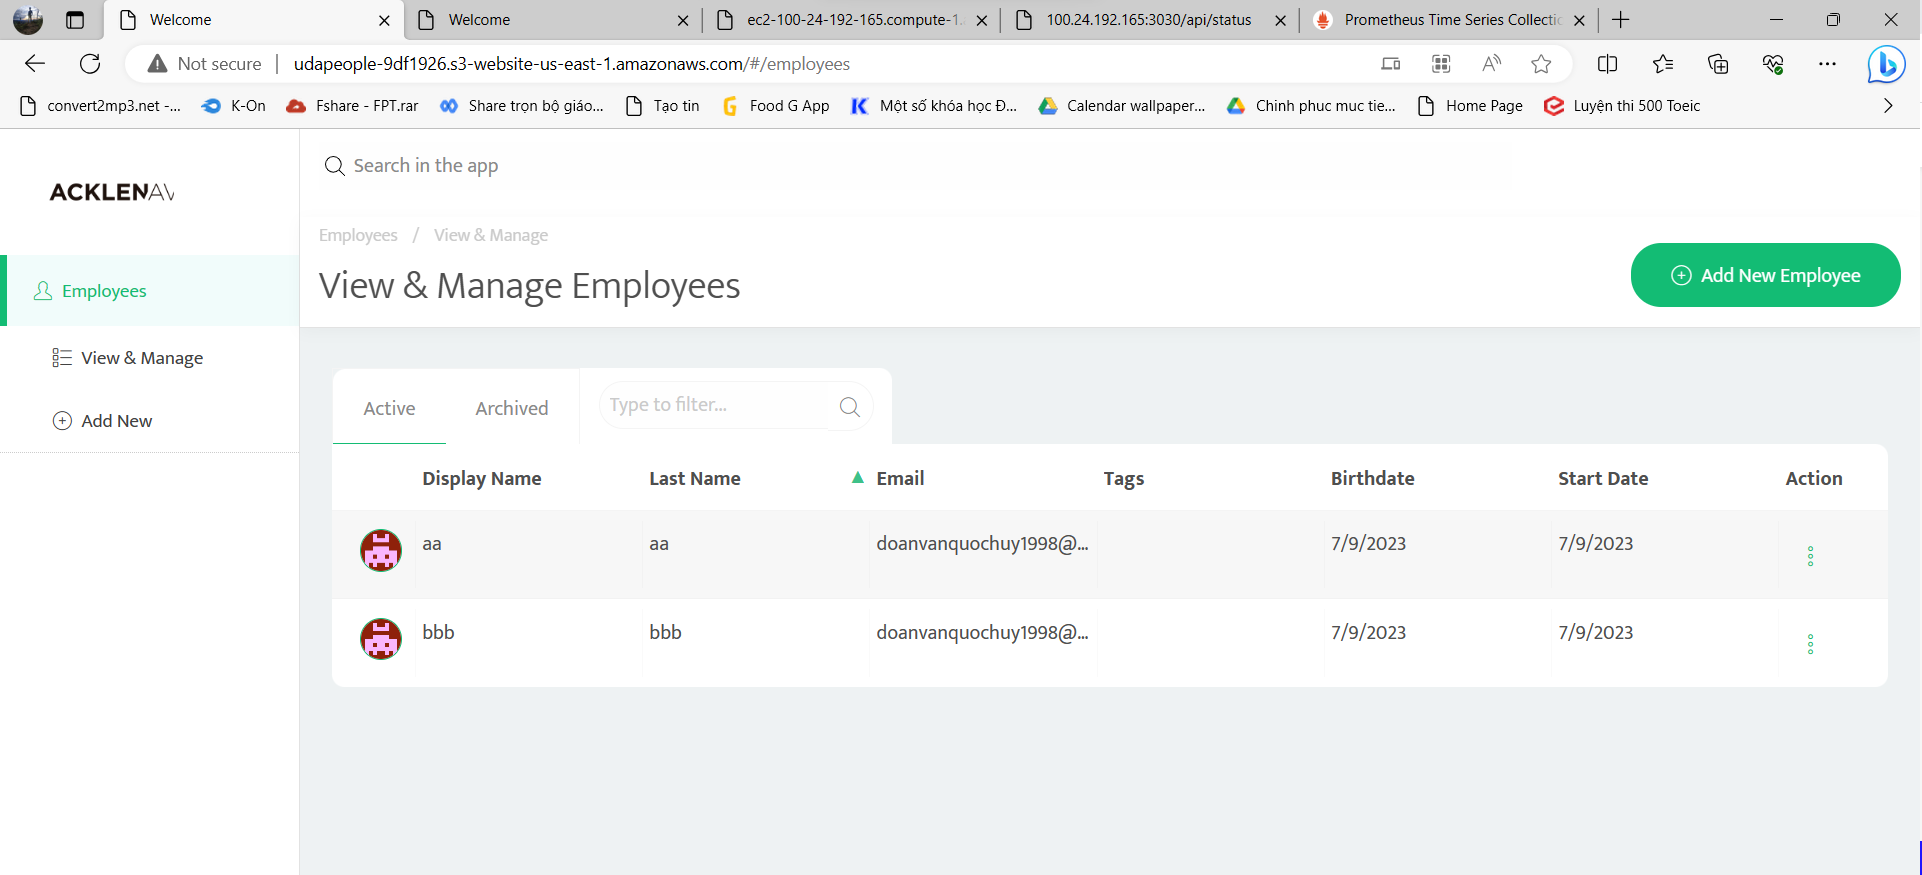 Welcome
Welcome
ec2-100-24-192-165.compute-1.
100.24.192.165:3030/api/status
Prometheus Time Series Collectio
Not secure
udapeople-9df1926.s3-website-us-east-1.amazonaws.com/#/employees
convert2mp3.net -...
K-On
Fshare - FPT.rar
Share trọn bộ giáo...
Tạo tin
Food G App
Một số khóa học Đ...
Calendar wallpaper...
Chinh phuc muc tie...
Home Page
Luyện thi 500 Toeic
ACKLENAV
Search in the app
Employees / View & Manage
View & Manage Employees
Add New Employee
Employees
View & Manage
Add New
Active
Archived
Type to filter...
Display Name Last Name Email Tags Birthdate Start Date Action
aa aa doanvanquochuy1998@... 7/9/2023 7/9/2023
bbb bbb doanvanquochuy1998@... 7/9/2023 7/9/2023